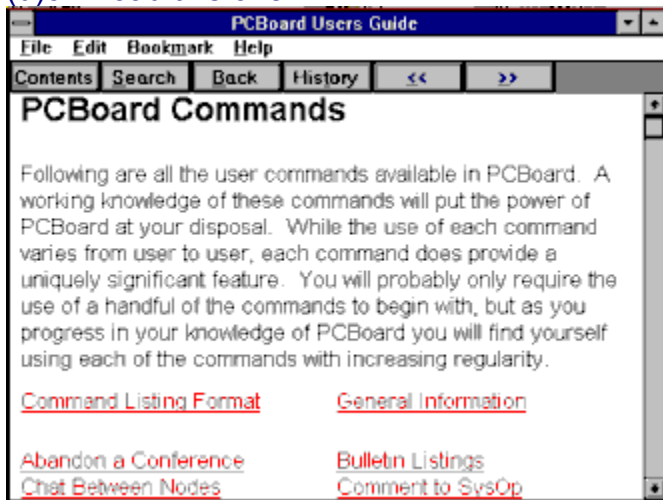 PCBoard Users Guide
File Edit Bookmark Help
Contents Search Back History << >>
PCBoard Commands
Following are all the user commands available in PCBoard. A
working knowledge of these commands will put the power of
PCBoard at your disposal. While the use of each command
varies from user to user, each command does provide a
uniquely significant feature. You will probably only require the
use of a handful of the commands to begin with, but as you
progress in your knowledge of PCBoard you will find yourself
using each of the commands with increasing regularity.
Command Listing Format General Information
Abandon a Conference Bulletin Listings
Chat Between Nodes Comment to SysOp